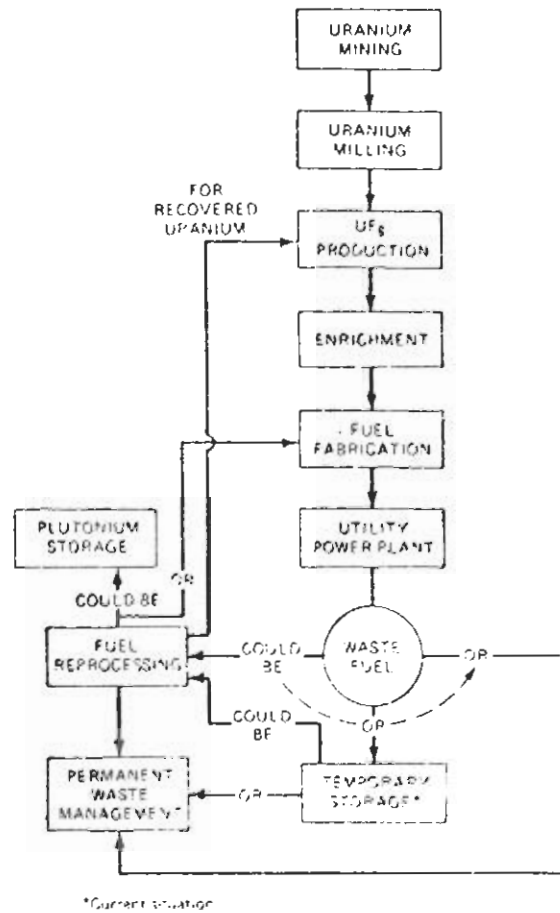 URANIUM
MINING
URANIUM
MILLING
FOR
RECOVERED
URANIUM
UF6
PRODUCTION
ENRICHMENT
FUEL
FABRICATION
PLUTONIUM
STORAGE
UTILITY
POWER PLANT
OR
COULD BE
FUEL
REPROCESSING
COULD
BE
WASTE
FUEL
OR
OR
COULD
BE
PERMANENT
WASTE
MANAGEMENT
OR
TEMPORARY
STORAGE*
*Current situation